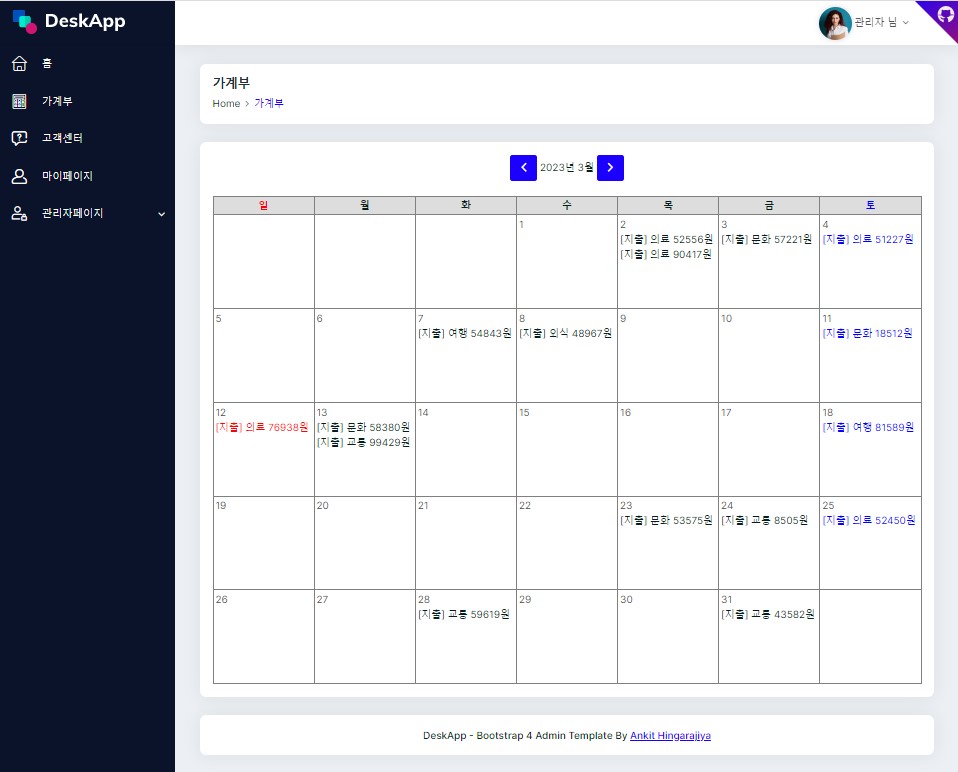 DeskApp
관리자 님
홈
가계부
고객센터
마이페이지
관리자페이지
가계부
Home > 가계부
2023년 3월
일 월 화 수 목 금 토
1
2
[지출] 의료 52556원
[지출] 의료 90417원
3
[지출] 문화 57221원
4
[지출] 의료 51227원
5
6
7
[지출] 여행 54843원
8
[지출] 외식 48967원
9
10
11
[지출] 문화 18512원
12
[지출] 의료 76938원
13
[지출] 문화 58380원
[지출] 교통 99429원
14
15
16
17
18
[지출] 여행 81589원
19
20
21
22
23
[지출] 문화 53575원
24
[지출] 교통 8505원
25
[지출] 의료 52450원
26
27
28
[지출] 교통 59619원
29
30
31
[지출] 교통 43582원
DeskApp - Bootstrap 4 Admin Template By Ankit Hingarajiya